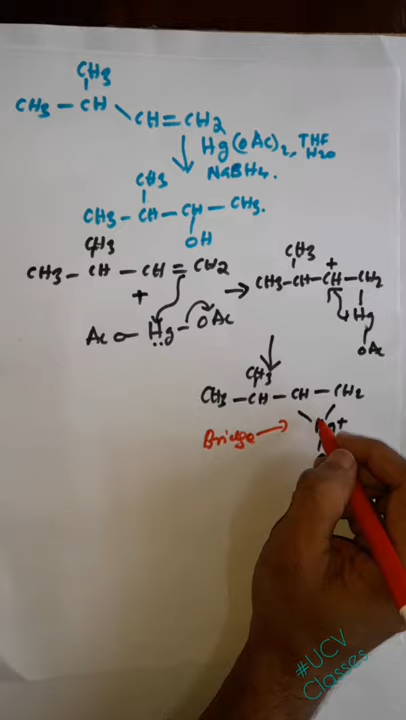 CH3
CH3 - CH
CH=CH2
Hg(OAc)2, THF
H2O
NaBH4.
CH3
CH3 - CH - CH - CH3.
OH
CH3
CH3 - CH - CH = CH2
+
AcO - Hg - OAc
CH3 +
CH3-CH-CH-CH2
Hg
OAc
CH3
CH3 - CH - CH - CH2
Bridge
#UCV
Classes